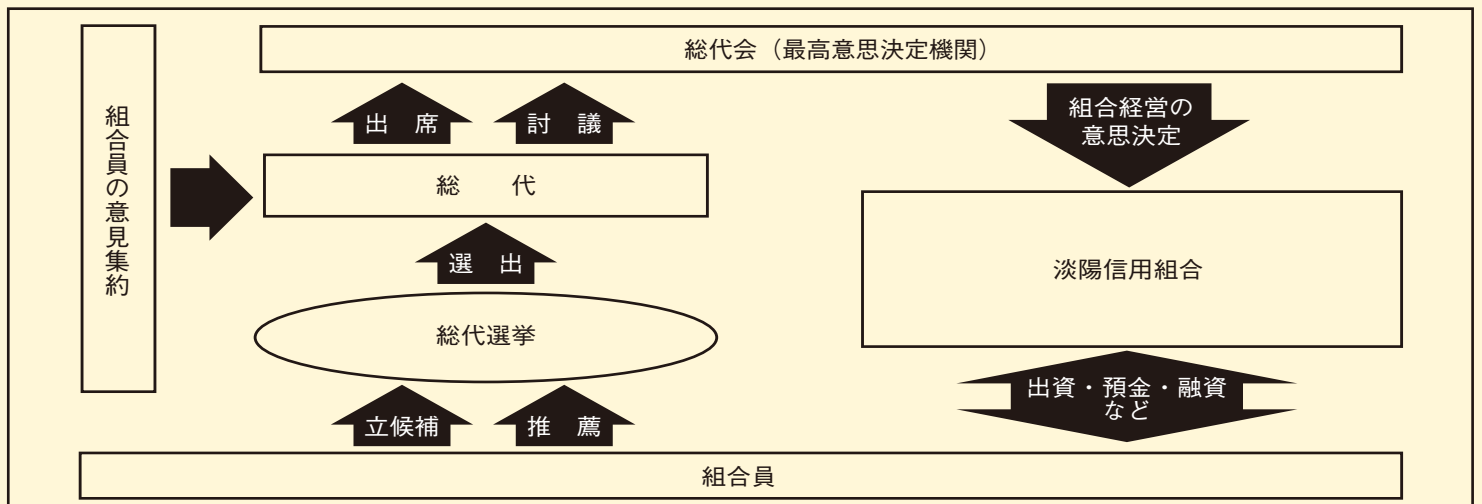 総代会（最高意思決定機関）
出　席
討　議
組合経営の
意思決定
組合員の意見集約
総　　代
選　出
淡陽信用組合
総代選挙
出資・預金・融資
など
立候補
推　薦
組合員